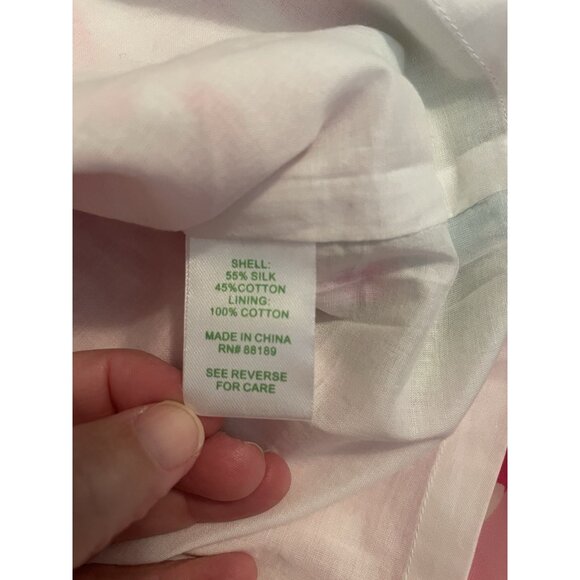 SHELL:
55% SILK
45%COTTON
LINING:
100% COTTON
MADE IN CHINA
RN# 88189
SEE REVERSE
FOR CARE